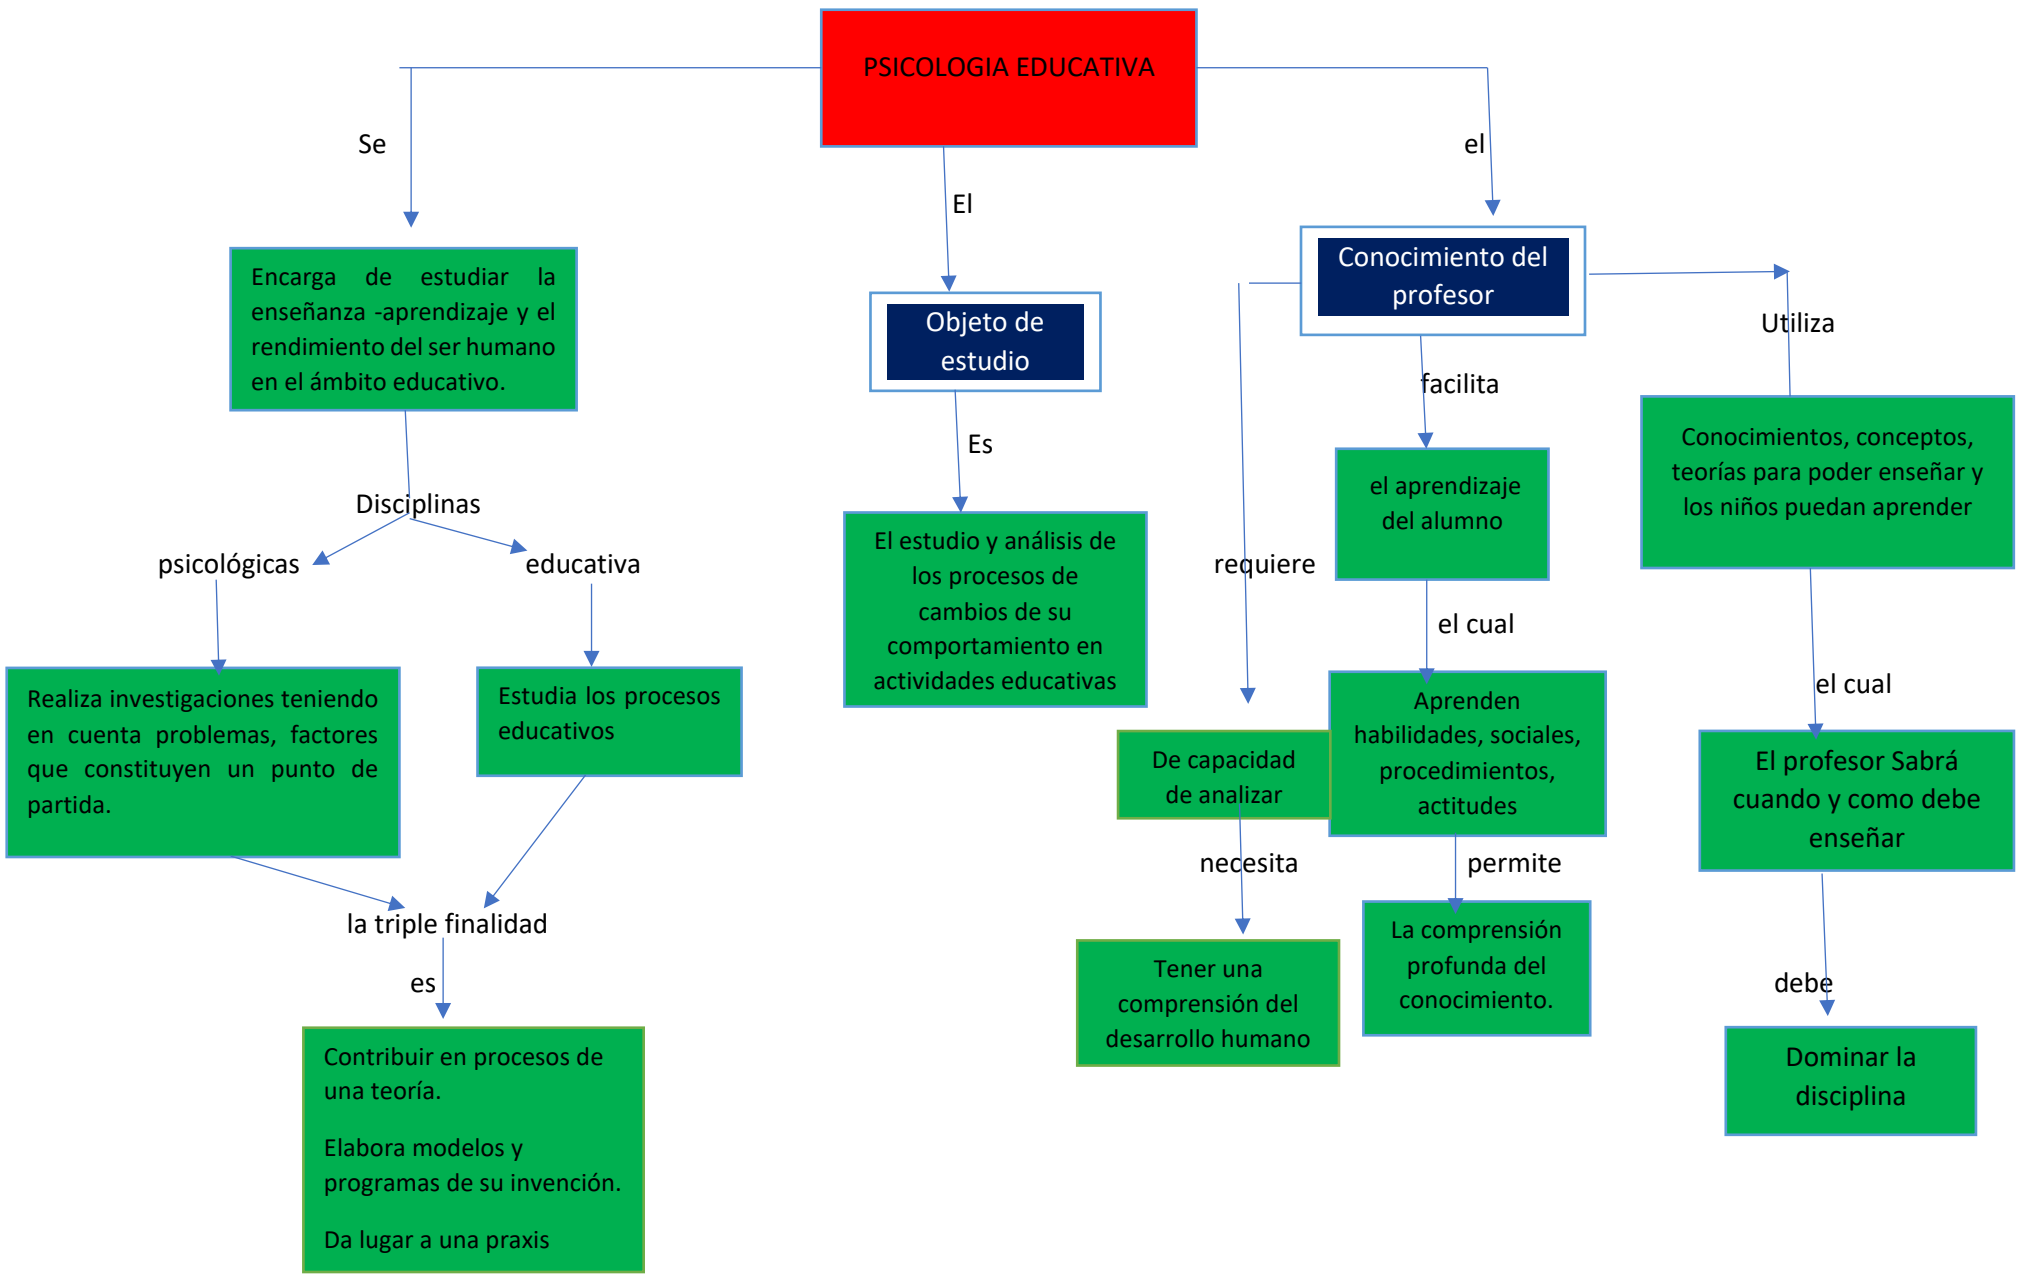 PSICOLOGIA EDUCATIVA
Se
Encarga de estudiar la
enseñanza -aprendizaje y el
rendimiento del ser humano
en el ámbito educativo.
Disciplinas
psicológicas
educativa
Realiza investigaciones teniendo
en cuenta problemas, factores
que constituyen un punto de
partida.
Estudia los procesos
educativos
la triple finalidad
es
Contribuir en procesos de
una teoría.
Elabora modelos y
programas de su invención.
Da lugar a una praxis
El
Objeto de
estudio
Es
El estudio y análisis de
los procesos de
cambios de su
comportamiento en
actividades educativas
el
Conocimiento del
profesor
requiere
De capacidad
de analizar
necesita
Tener una
comprensión del
desarrollo humano
facilita
el aprendizaje
del alumno
el cual
Aprenden
habilidades, sociales,
procedimientos,
actitudes
permite
La comprensión
profunda del
conocimiento.
Utiliza
Conocimientos, conceptos,
teorías para poder enseñar y
los niños puedan aprender
el cual
El profesor Sabrá
cuando y como debe
enseñar
debe
Dominar la
disciplina